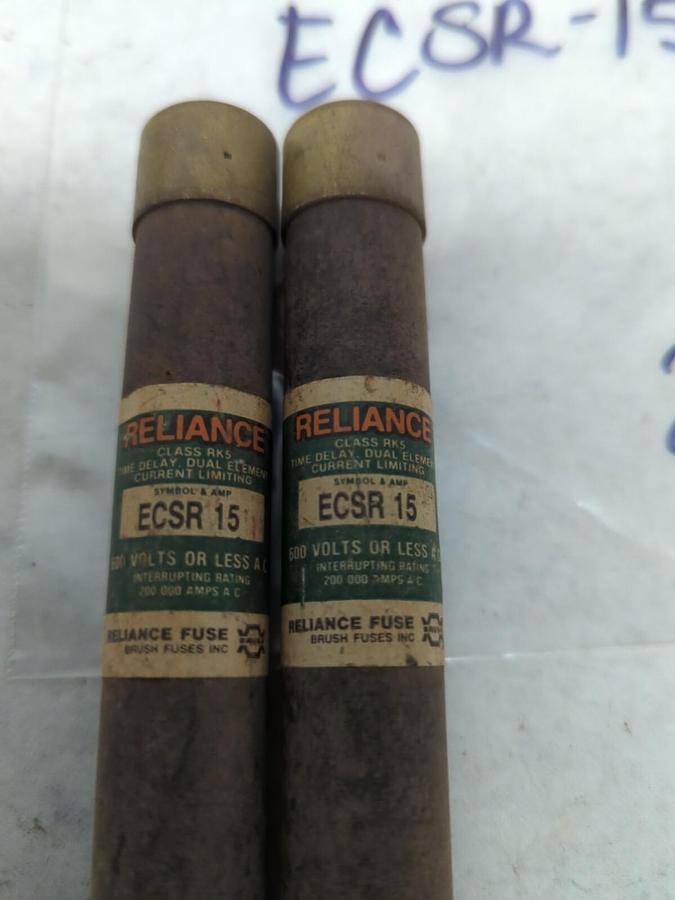 ECSR-15
RELIANCE
CLASS RK5
TIME DELAY, DUAL ELEMEN
CURRENT LIMITING
SYMBOL & AMP
ECSR 15
600 VOLTS OR LESS A.C
INTERRUPTING RATING
200 000 AMPS A C
RELIANCE FUSE
BRUSH FUSES INC
RELIANCE
CLASS RK5
TIME DELAY, DUAL ELEME
CURRENT LIMITING
SYMBOL & AMP
ECSR 15
600 VOLTS OR LESS A C
INTERRUPTING RATING
200 000 AMPS A C
RELIANCE FUSE
BRUSH FUSES INC